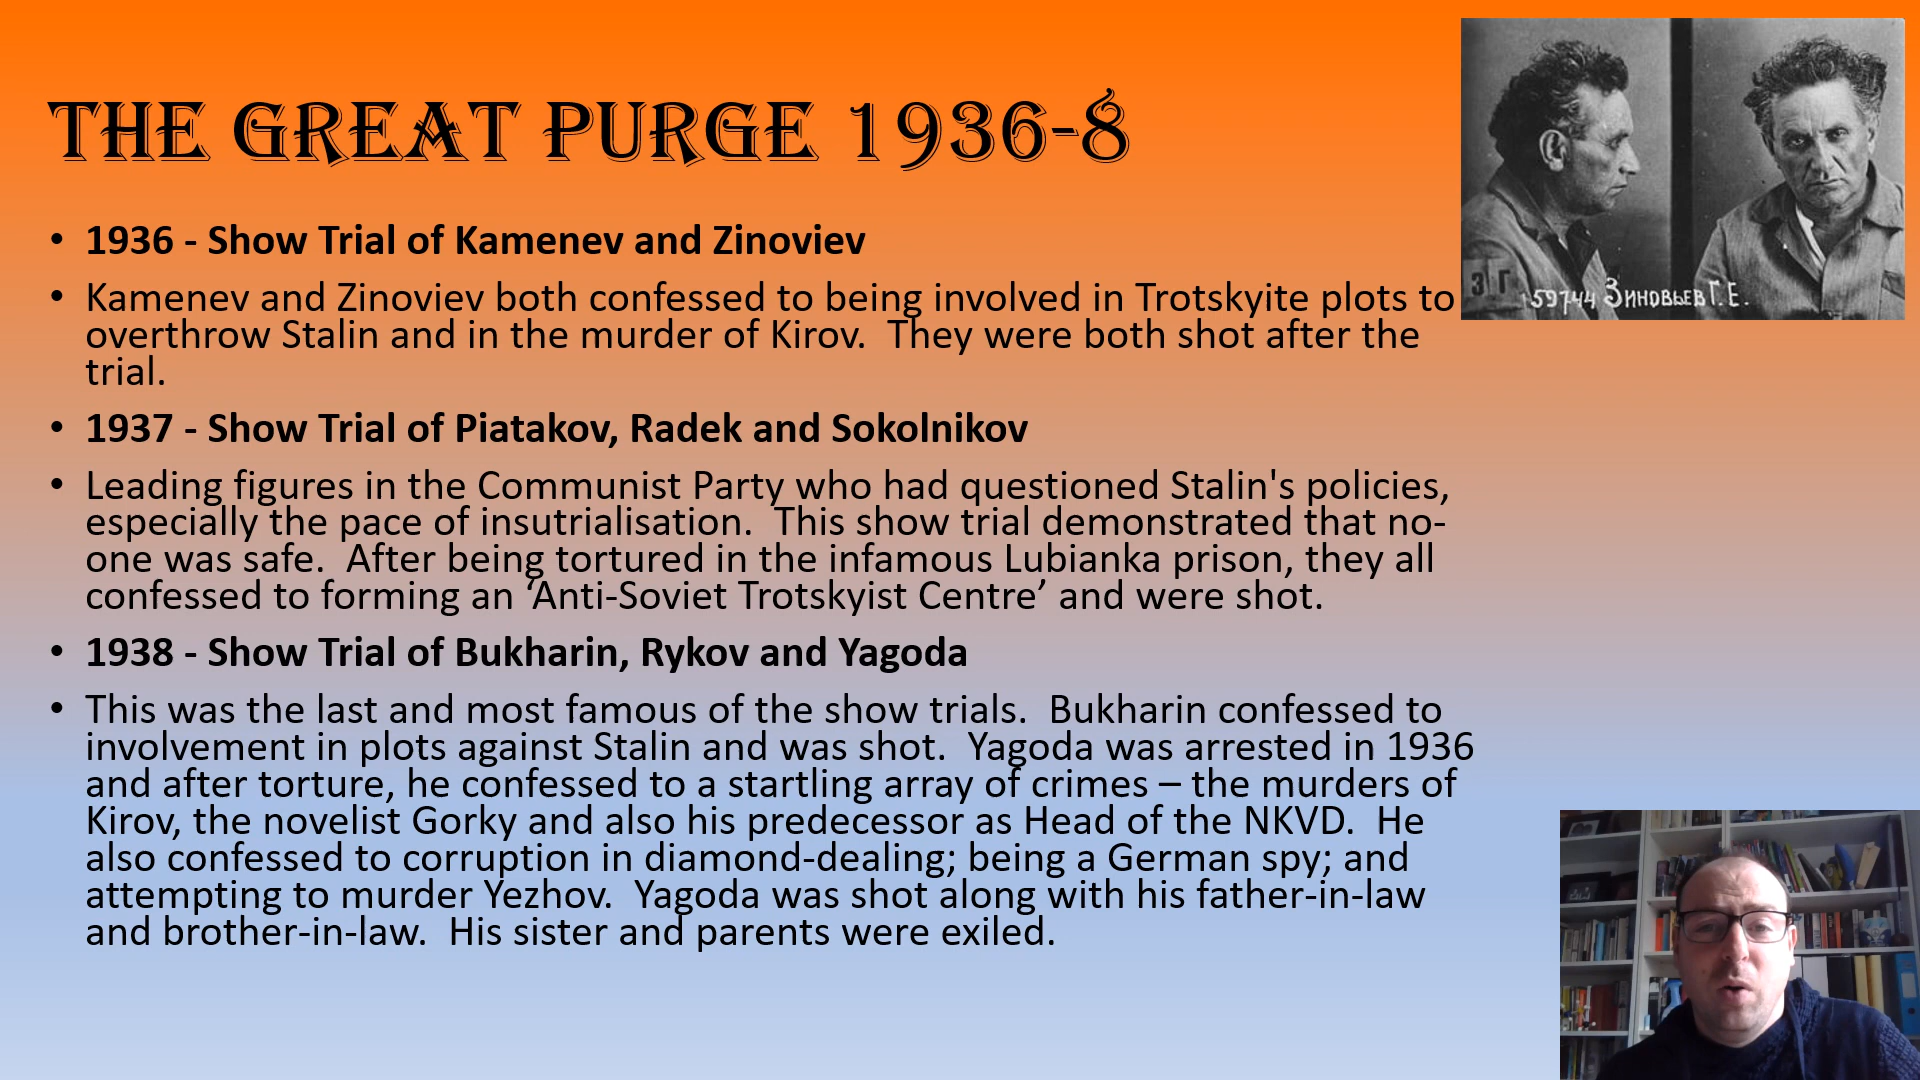 THE GREAT PURGE 1936-8
• 1936 - Show Trial of Kamenev and Zinoviev
• Kamenev and Zinoviev both confessed to being involved in Trotskyite plots to
overthrow Stalin and in the murder of Kirov.  They were both shot after the
trial.
• 1937 - Show Trial of Piatakov, Radek and Sokolnikov
• Leading figures in the Communist Party who had questioned Stalin's policies,
especially the pace of insutrialisation.  This show trial demonstrated that no-
one was safe.  After being tortured in the infamous Lubianka prison, they all
confessed to forming an ‘Anti-Soviet Trotskyist Centre’ and were shot.
• 1938 - Show Trial of Bukharin, Rykov and Yagoda
• This was the last and most famous of the show trials.  Bukharin confessed to
involvement in plots against Stalin and was shot.  Yagoda was arrested in 1936
and after torture, he confessed to a startling array of crimes – the murders of
Kirov, the novelist Gorky and also his predecessor as Head of the NKVD.  He
also confessed to corruption in diamond-dealing; being a German spy; and
attempting to murder Yezhov.  Yagoda was shot along with his father-in-law
and brother-in-law.  His sister and parents were exiled.
59744 Зиновьев Г. Е.